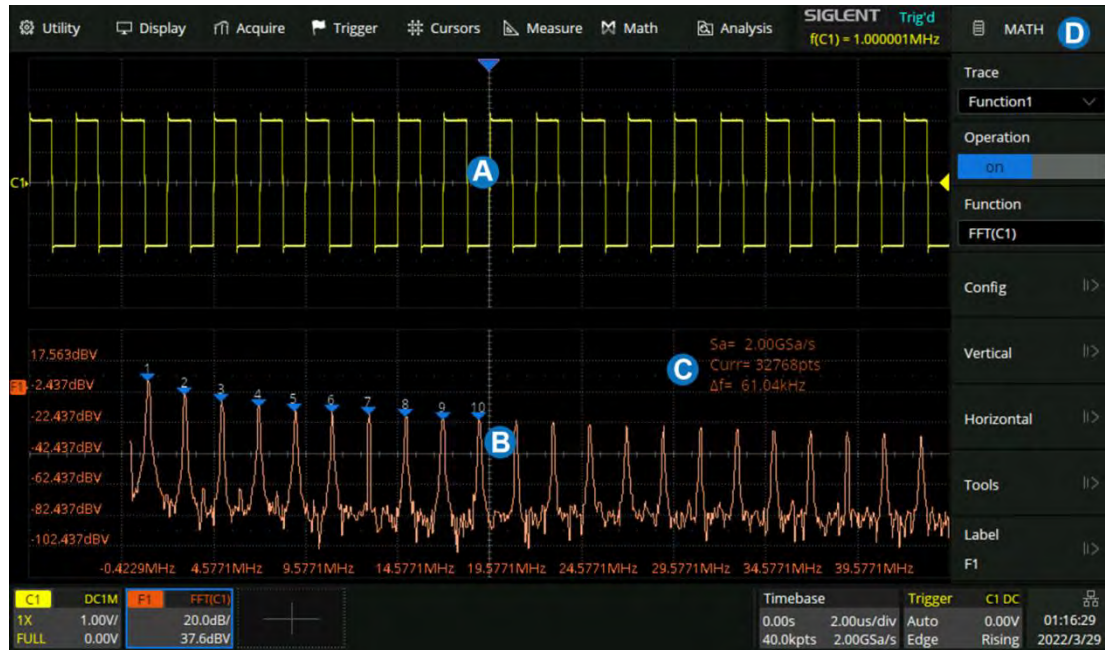 Utility Display Acquire Trigger Cursors Measure Math Analysis
SIGLENT Trig'd
f(C1) = 1.000001MHz
MATH D
Trace
Function1
Operation
on
Function
FFT(C1)
Config
Vertical
Horizontal
Tools
Label
F1
C1
A
17.563dBV
F1 -2.437dBV
-22.437dBV
-42.437dBV
-62.437dBV
-82.437dBV
-102.437dBV
1 2 3 4 5 6 7 8 9 10
B
C
Sa= 2.00GSa/s
Curr= 32768pts
Δf= 61.04kHz
-0.4229MHz 4.5771MHz 9.5771MHz 14.5771MHz 19.5771MHz 24.5771MHz 29.5771MHz 34.5771MHz 39.5771MHz
C1 DC1M
1X 1.00V/
FULL 0.00V
F1 FFT(C1)
20.0dB/
37.6dBV
Timebase
0.00s 2.00us/div
40.0kpts 2.00GSa/s
Trigger C1 DC
Auto 0.00V
Edge Rising
01:16:29
2022/3/29